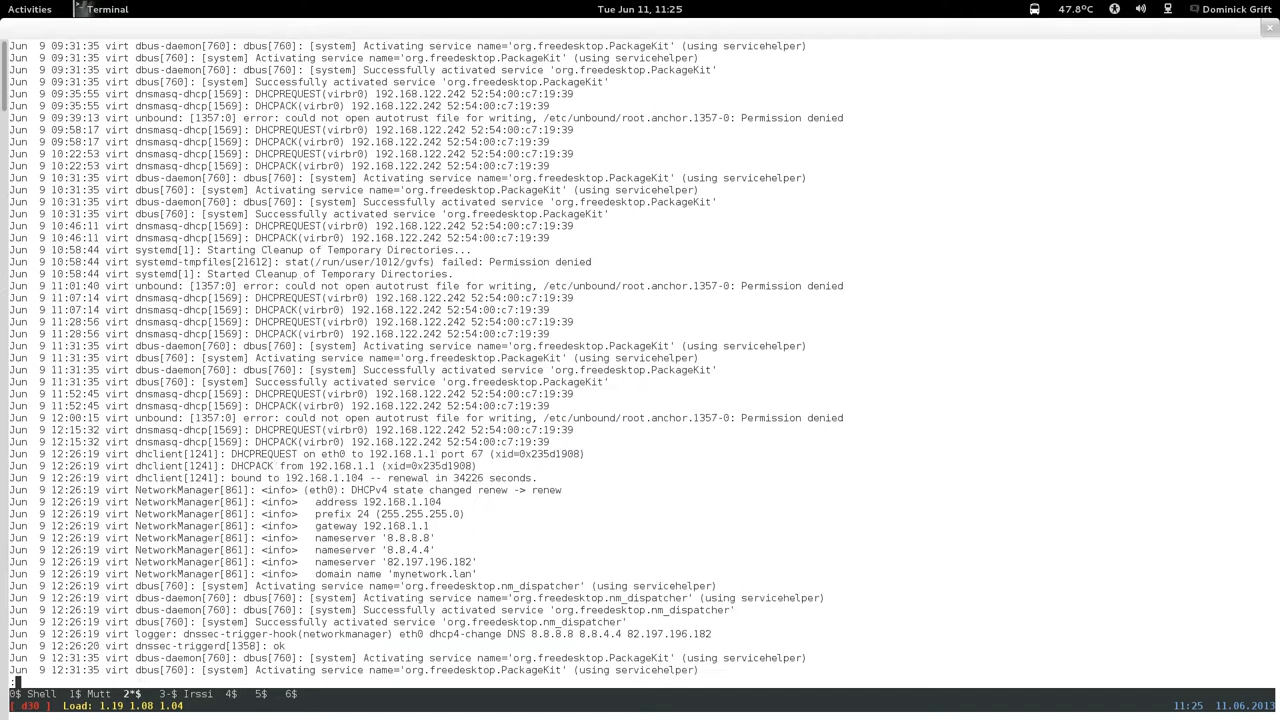 Activities Terminal Tue Jun 11, 11:25 47.8°C Dominick Grift
Jun  9 09:31:35 virt dbus-daemon[760]: dbus[760]: [system] Activating service name='org.freedesktop.PackageKit' (using servicehelper)
Jun  9 09:31:35 virt dbus[760]: [system] Activating service name='org.freedesktop.PackageKit' (using servicehelper)
Jun  9 09:31:35 virt dbus-daemon[760]: dbus[760]: [system] Successfully activated service 'org.freedesktop.PackageKit'
Jun  9 09:31:35 virt dbus[760]: [system] Successfully activated service 'org.freedesktop.PackageKit'
Jun  9 09:35:55 virt dnsmasq-dhcp[1569]: DHCPREQUEST(virbr0) 192.168.122.242 52:54:00:c7:19:39
Jun  9 09:35:55 virt dnsmasq-dhcp[1569]: DHCPACK(virbr0) 192.168.122.242 52:54:00:c7:19:39
Jun  9 09:39:13 virt unbound: [1357:0] error: could not open autotrust file for writing, /etc/unbound/root.anchor.1357-0: Permission denied
Jun  9 09:58:17 virt dnsmasq-dhcp[1569]: DHCPREQUEST(virbr0) 192.168.122.242 52:54:00:c7:19:39
Jun  9 09:58:17 virt dnsmasq-dhcp[1569]: DHCPACK(virbr0) 192.168.122.242 52:54:00:c7:19:39
Jun  9 10:22:53 virt dnsmasq-dhcp[1569]: DHCPREQUEST(virbr0) 192.168.122.242 52:54:00:c7:19:39
Jun  9 10:22:53 virt dnsmasq-dhcp[1569]: DHCPACK(virbr0) 192.168.122.242 52:54:00:c7:19:39
Jun  9 10:31:35 virt dbus-daemon[760]: dbus[760]: [system] Activating service name='org.freedesktop.PackageKit' (using servicehelper)
Jun  9 10:31:35 virt dbus[760]: [system] Activating service name='org.freedesktop.PackageKit' (using servicehelper)
Jun  9 10:31:35 virt dbus-daemon[760]: dbus[760]: [system] Successfully activated service 'org.freedesktop.PackageKit'
Jun  9 10:31:35 virt dbus[760]: [system] Successfully activated service 'org.freedesktop.PackageKit'
Jun  9 10:46:11 virt dnsmasq-dhcp[1569]: DHCPREQUEST(virbr0) 192.168.122.242 52:54:00:c7:19:39
Jun  9 10:46:11 virt dnsmasq-dhcp[1569]: DHCPACK(virbr0) 192.168.122.242 52:54:00:c7:19:39
Jun  9 10:58:44 virt systemd[1]: Starting Cleanup of Temporary Directories...
Jun  9 10:58:44 virt systemd-tmpfiles[21612]: stat(/run/user/1012/gvfs) failed: Permission denied
Jun  9 10:58:44 virt systemd[1]: Started Cleanup of Temporary Directories.
Jun  9 11:01:40 virt unbound: [1357:0] error: could not open autotrust file for writing, /etc/unbound/root.anchor.1357-0: Permission denied
Jun  9 11:07:14 virt dnsmasq-dhcp[1569]: DHCPREQUEST(virbr0) 192.168.122.242 52:54:00:c7:19:39
Jun  9 11:07:14 virt dnsmasq-dhcp[1569]: DHCPACK(virbr0) 192.168.122.242 52:54:00:c7:19:39
Jun  9 11:28:56 virt dnsmasq-dhcp[1569]: DHCPREQUEST(virbr0) 192.168.122.242 52:54:00:c7:19:39
Jun  9 11:28:56 virt dnsmasq-dhcp[1569]: DHCPACK(virbr0) 192.168.122.242 52:54:00:c7:19:39
Jun  9 11:31:35 virt dbus-daemon[760]: dbus[760]: [system] Activating service name='org.freedesktop.PackageKit' (using servicehelper)
Jun  9 11:31:35 virt dbus[760]: [system] Activating service name='org.freedesktop.PackageKit' (using servicehelper)
Jun  9 11:31:35 virt dbus-daemon[760]: dbus[760]: [system] Successfully activated service 'org.freedesktop.PackageKit'
Jun  9 11:31:35 virt dbus[760]: [system] Successfully activated service 'org.freedesktop.PackageKit'
Jun  9 11:52:45 virt dnsmasq-dhcp[1569]: DHCPREQUEST(virbr0) 192.168.122.242 52:54:00:c7:19:39
Jun  9 11:52:45 virt dnsmasq-dhcp[1569]: DHCPACK(virbr0) 192.168.122.242 52:54:00:c7:19:39
Jun  9 12:00:15 virt unbound: [1357:0] error: could not open autotrust file for writing, /etc/unbound/root.anchor.1357-0: Permission denied
Jun  9 12:15:32 virt dnsmasq-dhcp[1569]: DHCPREQUEST(virbr0) 192.168.122.242 52:54:00:c7:19:39
Jun  9 12:15:32 virt dnsmasq-dhcp[1569]: DHCPACK(virbr0) 192.168.122.242 52:54:00:c7:19:39
Jun  9 12:26:19 virt dhclient[1241]: DHCPREQUEST on eth0 to 192.168.1.1 port 67 (xid=0x235d1908)
Jun  9 12:26:19 virt dhclient[1241]: DHCPACK from 192.168.1.1 (xid=0x235d1908)
Jun  9 12:26:19 virt dhclient[1241]: bound to 192.168.1.104 -- renewal in 34226 seconds.
Jun  9 12:26:19 virt NetworkManager[861]: <info> (eth0): DHCPv4 state changed renew -> renew
Jun  9 12:26:19 virt NetworkManager[861]: <info>   address 192.168.1.104
Jun  9 12:26:19 virt NetworkManager[861]: <info>   prefix 24 (255.255.255.0)
Jun  9 12:26:19 virt NetworkManager[861]: <info>   gateway 192.168.1.1
Jun  9 12:26:19 virt NetworkManager[861]: <info>   nameserver '8.8.8.8'
Jun  9 12:26:19 virt NetworkManager[861]: <info>   nameserver '8.8.4.4'
Jun  9 12:26:19 virt NetworkManager[861]: <info>   nameserver '82.197.196.182'
Jun  9 12:26:19 virt NetworkManager[861]: <info>   domain name 'mynetwork.lan'
Jun  9 12:26:19 virt dbus[760]: [system] Activating service name='org.freedesktop.nm_dispatcher' (using servicehelper)
Jun  9 12:26:19 virt dbus-daemon[760]: dbus[760]: [system] Activating service name='org.freedesktop.nm_dispatcher' (using servicehelper)
Jun  9 12:26:19 virt dbus-daemon[760]: dbus[760]: [system] Successfully activated service 'org.freedesktop.nm_dispatcher'
Jun  9 12:26:19 virt dbus[760]: [system] Successfully activated service 'org.freedesktop.nm_dispatcher'
Jun  9 12:26:19 virt logger: dnssec-trigger-hook(networkmanager) eth0 dhcp4-change DNS 8.8.8.8 8.8.4.4 82.197.196.182
Jun  9 12:26:20 virt dnssec-triggerd[1358]: ok
Jun  9 12:31:35 virt dbus-daemon[760]: dbus[760]: [system] Activating service name='org.freedesktop.PackageKit' (using servicehelper)
Jun  9 12:31:35 virt dbus[760]: [system] Activating service name='org.freedesktop.PackageKit' (using servicehelper)
:
0$ Shell  1$ Mutt  2*$  3-$ Irssi  4$  5$  6$
[ d30 ] Load: 1.19 1.08 1.04 11:25 11.06.2013